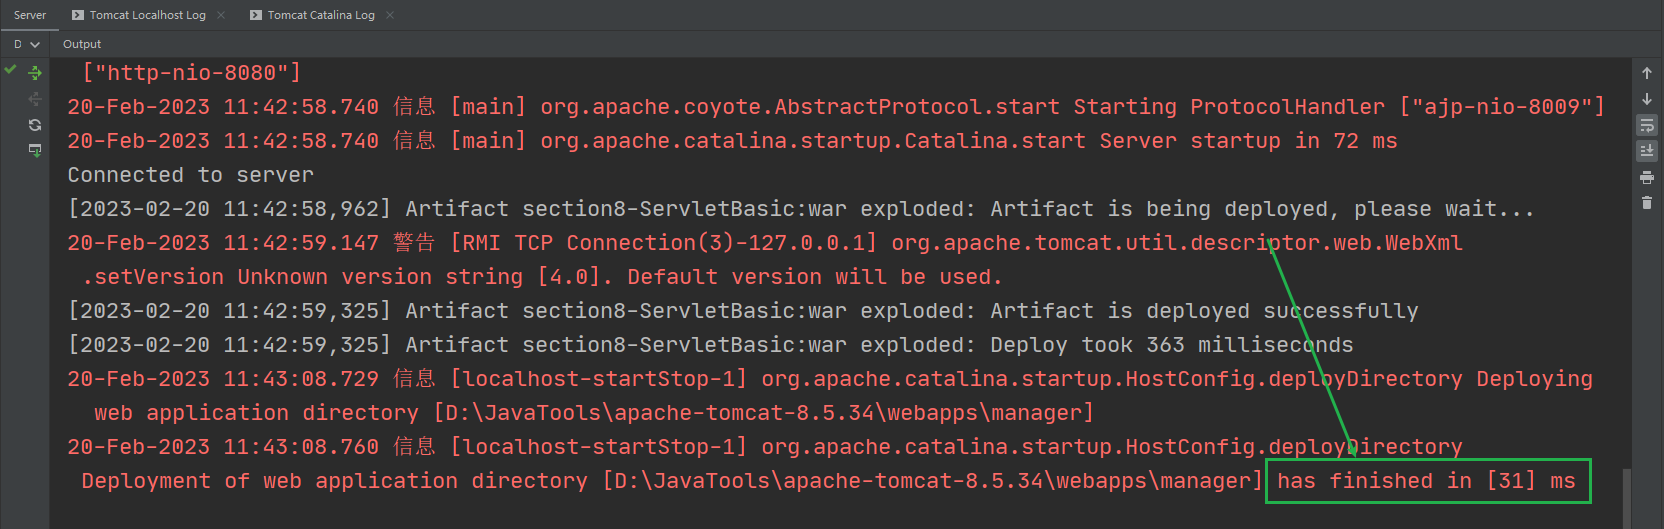 Server Tomcat Localhost Log Tomcat Catalina Log
D Output
["http-nio-8080"]
20-Feb-2023 11:42:58.740 信息 [main] org.apache.coyote.AbstractProtocol.start Starting ProtocolHandler ["ajp-nio-8009"]
20-Feb-2023 11:42:58.740 信息 [main] org.apache.catalina.startup.Catalina.start Server startup in 72 ms
Connected to server
[2023-02-20 11:42:58,962] Artifact section8-ServletBasic:war exploded: Artifact is being deployed, please wait...
20-Feb-2023 11:42:59.147 警告 [RMI TCP Connection(3)-127.0.0.1] org.apache.tomcat.util.descriptor.web.WebXml
.setVersion Unknown version string [4.0]. Default version will be used.
[2023-02-20 11:42:59,325] Artifact section8-ServletBasic:war exploded: Artifact is deployed successfully
[2023-02-20 11:42:59,325] Artifact section8-ServletBasic:war exploded: Deploy took 363 milliseconds
20-Feb-2023 11:43:08.729 信息 [localhost-startStop-1] org.apache.catalina.startup.HostConfig.deployDirectory Deploying
web application directory [D:\JavaTools\apache-tomcat-8.5.34\webapps\manager]
20-Feb-2023 11:43:08.760 信息 [localhost-startStop-1] org.apache.catalina.startup.HostConfig.deployDirectory
Deployment of web application directory [D:\JavaTools\apache-tomcat-8.5.34\webapps\manager] has finished in [31] ms